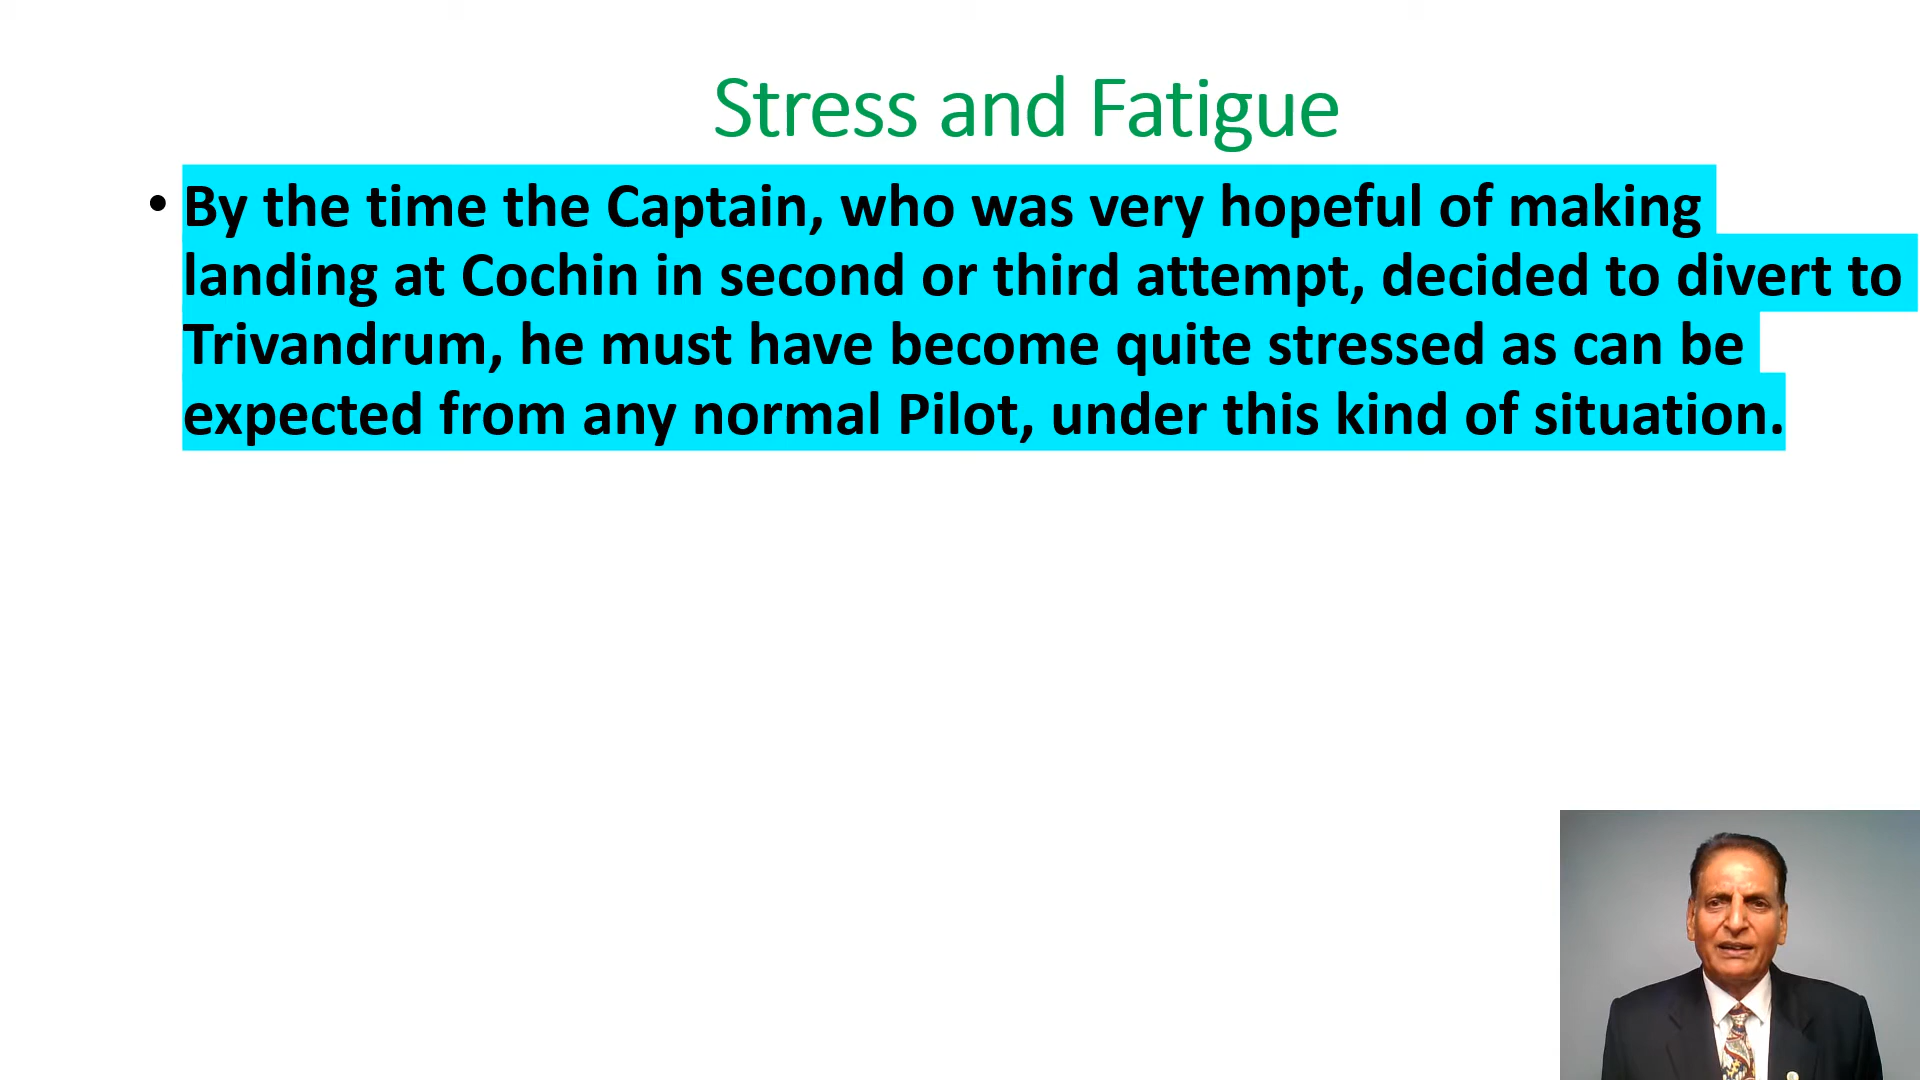 Stress and Fatigue
• By the time the Captain, who was very hopeful of making
landing at Cochin in second or third attempt, decided to divert to
Trivandrum, he must have become quite stressed as can be
expected from any normal Pilot, under this kind of situation.